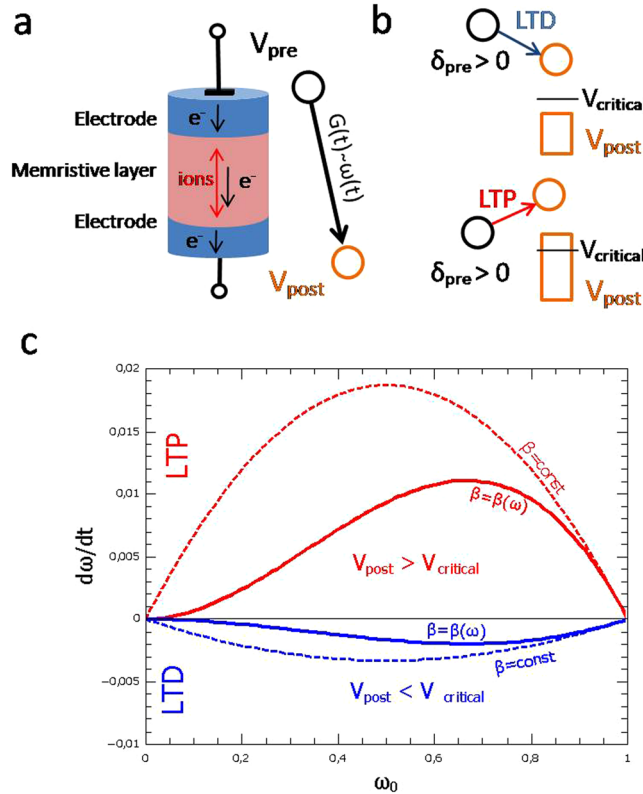 a
V pre
Electrode
e⁻
Memristive layer
ions
e⁻
Electrode
e⁻
G(t)~ω(t)
V post
b
LTD
δ pre > 0
V critica
V post
LTP
δ pre > 0
V critical
V post
c
0,02
0,015
0,01
0,005
0
−0,005
−0,01
dω/dt
LTP
LTD
β=const
β=β(ω)
V post > V critical
β=β(ω)
β=const
V post < V critical
0 0,2 0,4 0,6 0,8 1
ω₀